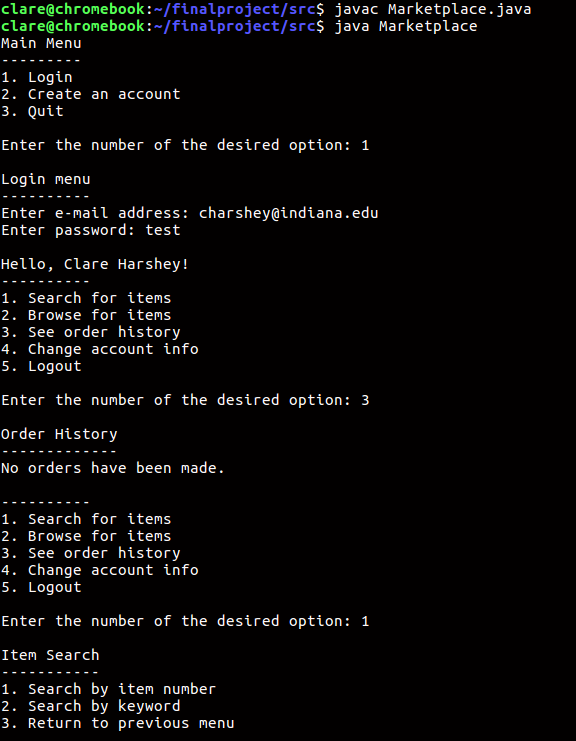 clare@chromebook:~/finalproject/src$ javac Marketplace.java
clare@chromebook:~/finalproject/src$ java Marketplace
Main Menu
---------
1. Login
2. Create an account
3. Quit
Enter the number of the desired option: 1
Login menu
----------
Enter e-mail address: charshey@indiana.edu
Enter password: test
Hello, Clare Harshey!
----------
1. Search for items
2. Browse for items
3. See order history
4. Change account info
5. Logout
Enter the number of the desired option: 3
Order History
-------------
No orders have been made.
----------
1. Search for items
2. Browse for items
3. See order history
4. Change account info
5. Logout
Enter the number of the desired option: 1
Item Search
-----------
1. Search by item number
2. Search by keyword
3. Return to previous menu